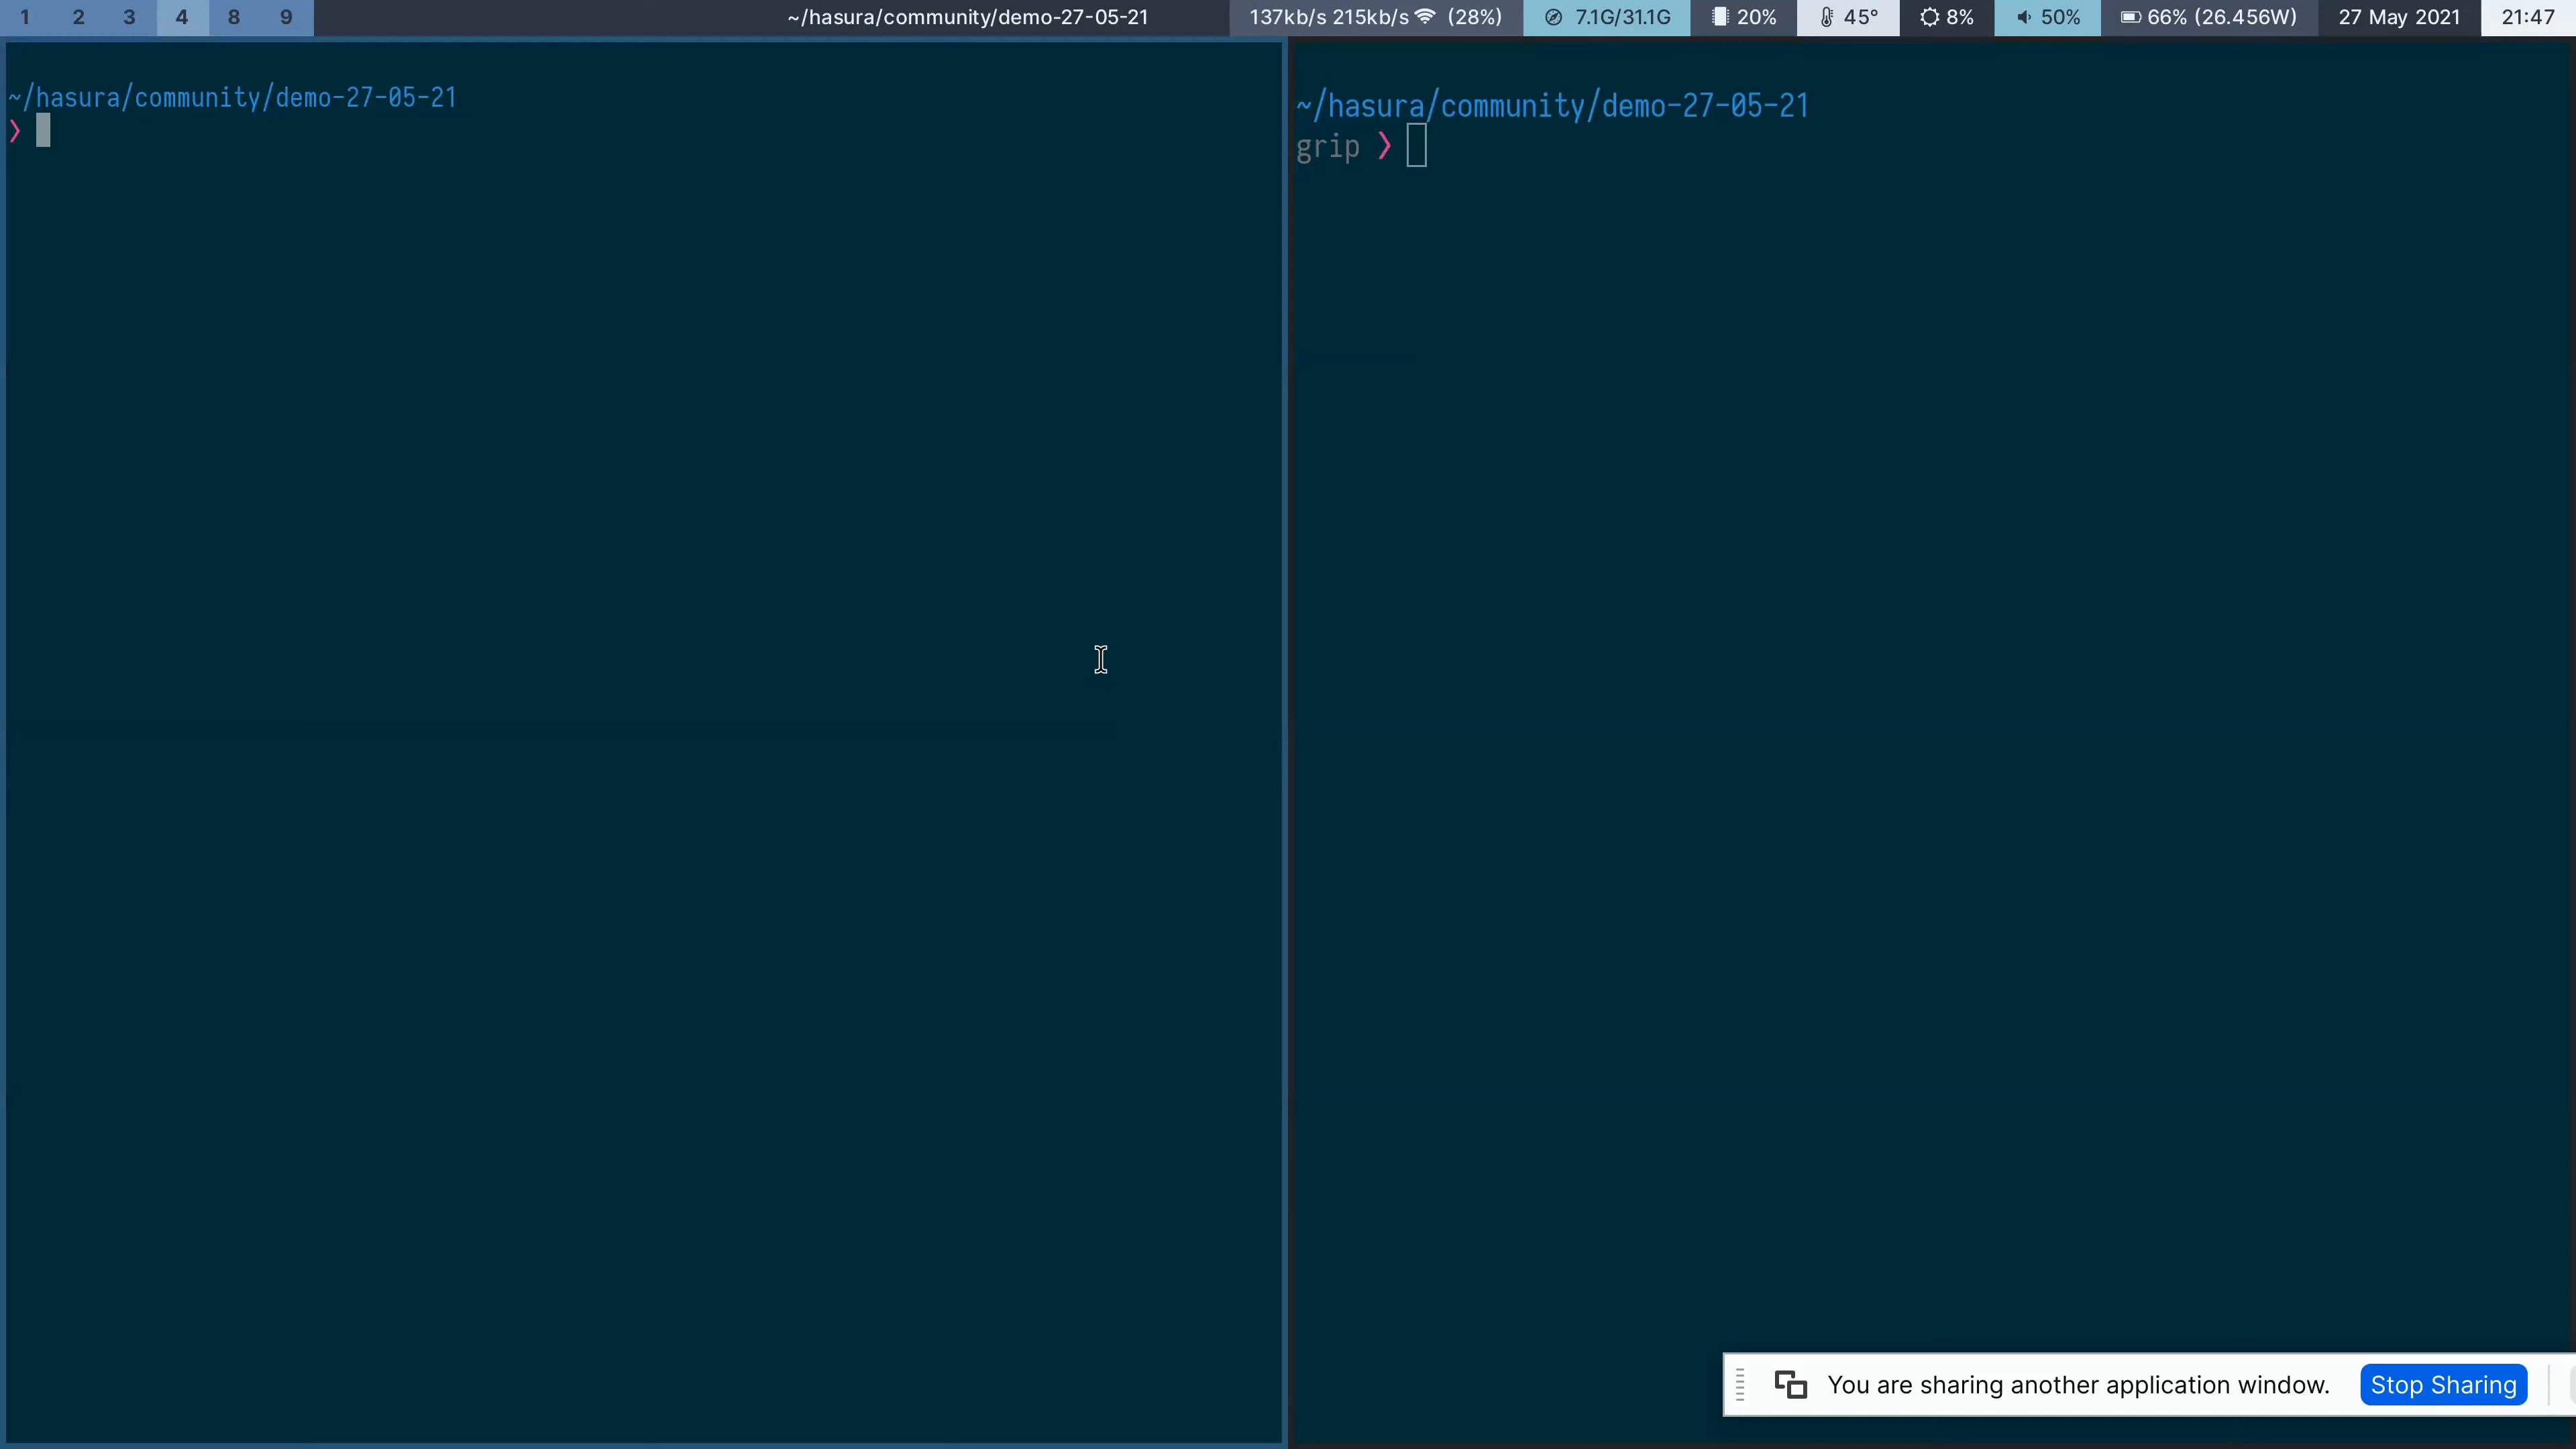 1 2 3 4 8 9 ~/hasura/community/demo-27-05-21 137kb/s 215kb/s (28%) 7.1G/31.1G 20% 45° 8% 50% 66% (26.456W) 27 May 2021 21:47
~/hasura/community/demo-27-05-21
❯
~/hasura/community/demo-27-05-21
grip ❯
You are sharing another application window. Stop Sharing